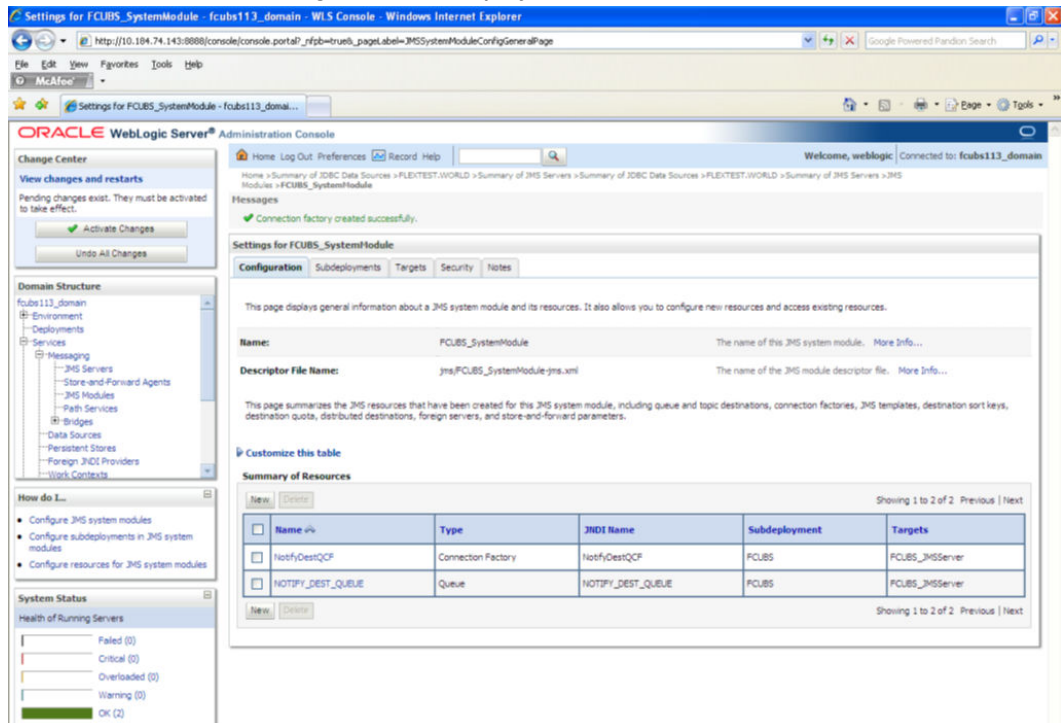 Settings for FCUBS_SystemModule - fcubs113_domain - WLS Console - Windows Internet Explorer
http://10.184.74.143:8888/console/console.portal?_nfpb=true&_pageLabel=JMSSystemModuleConfigGeneralPage
Google Powered Pandion Search
File Edit View Favorites Tools Help
McAfee
Settings for FCUBS_SystemModule - fcubs113_domai...
Page Tools
ORACLE WebLogic Server® Administration Console
Change Center
View changes and restarts
Pending changes exist. They must be activated
to take effect.
Activate Changes
Undo All Changes
Domain Structure
fcubs113_domain
Environment
Deployments
Services
Messaging
JMS Servers
Store-and-Forward Agents
JMS Modules
Path Services
Bridges
Data Sources
Persistent Stores
Foreign JNDI Providers
Work Contexts
How do I...
Configure JMS system modules
Configure subdeployments in JMS system
modules
Configure resources for JMS system modules
System Status
Health of Running Servers
Failed (0)
Critical (0)
Overloaded (0)
Warning (0)
OK (2)
Home Log Out Preferences Record Help
Welcome, weblogic Connected to: fcubs113_domain
Home >Summary of JDBC Data Sources >FLEXTEST.WORLD >Summary of JMS Servers >Summary of JDBC Data Sources >FLEXTEST.WORLD >Summary of JMS Servers >JMS
Modules >FCUBS_SystemModule
Messages
Connection factory created successfully.
Settings for FCUBS_SystemModule
Configuration Subdeployments Targets Security Notes
This page displays general information about a JMS system module and its resources. It also allows you to configure new resources and access existing resources.
Name: FCUBS_SystemModule The name of this JMS system module. More Info...
Descriptor File Name: jms/FCUBS_SystemModule-jms.xml The name of the JMS module descriptor file. More Info...
This page summarizes the JMS resources that have been created for this JMS system module, including queue and topic destinations, connection factories, JMS templates, destination sort keys,
destination quota, distributed destinations, foreign servers, and store-and-forward parameters.
Customize this table
Summary of Resources
New Delete Showing 1 to 2 of 2 Previous | Next
Name Type JNDI Name Subdeployment Targets
NotifyDestQCF Connection Factory NotifyDestQCF FCUBS FCUBS_JMSServer
NOTIFY_DEST_QUEUE Queue NOTIFY_DEST_QUEUE FCUBS FCUBS_JMSServer
New Delete Showing 1 to 2 of 2 Previous | Next